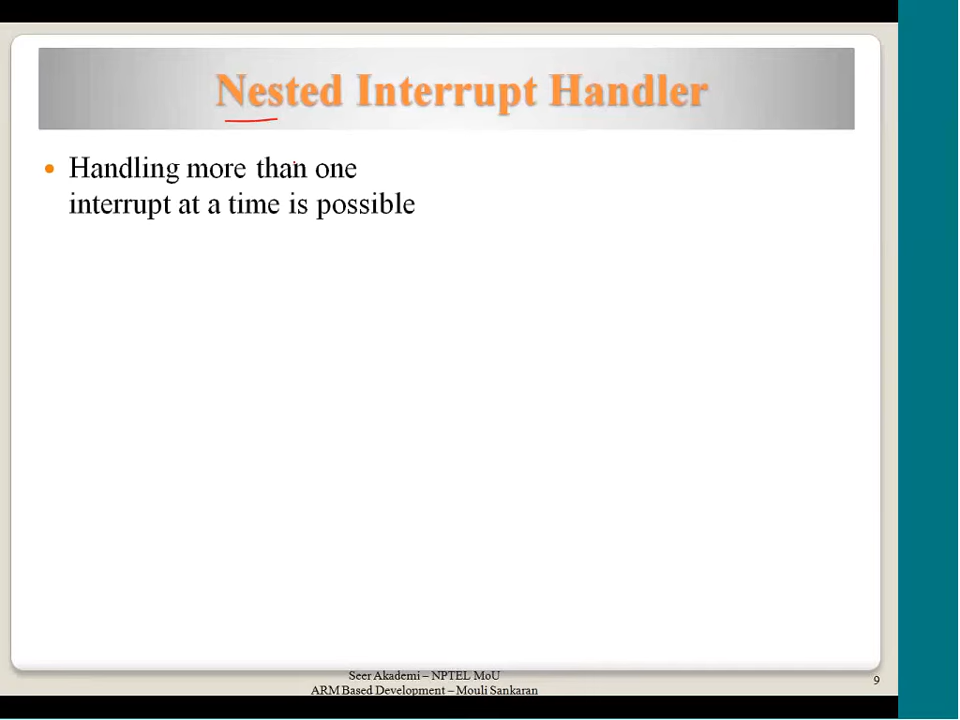 Nested Interrupt Handler
Handling more than one
interrupt at a time is possible
Seer Akademi – NPTEL MoU
ARM Based Development – Mouli Sankaran
9